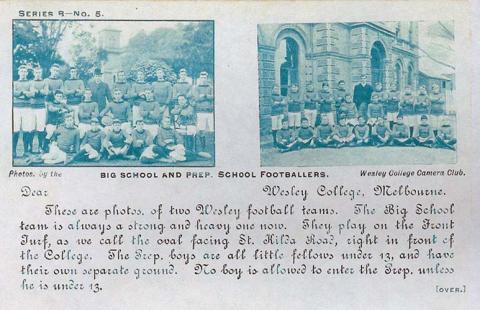 Series R—No. 5.
Photos. by the
BIG SCHOOL AND PREP. SCHOOL FOOTBALLERS.
Wesley College Camera Club.
Dear
Wesley College, Melbourne.
These are photos. of two Wesley football teams. The Big School
team is always a strong and heavy one now. They play on the Front
Turf, as we call the oval facing St. Kilda Road, right in front of
the College. The Prep. boys are all little fellows under 13, and have
their own separate ground. No boy is allowed to enter the Prep. unless
he is under 13.
[OVER.]